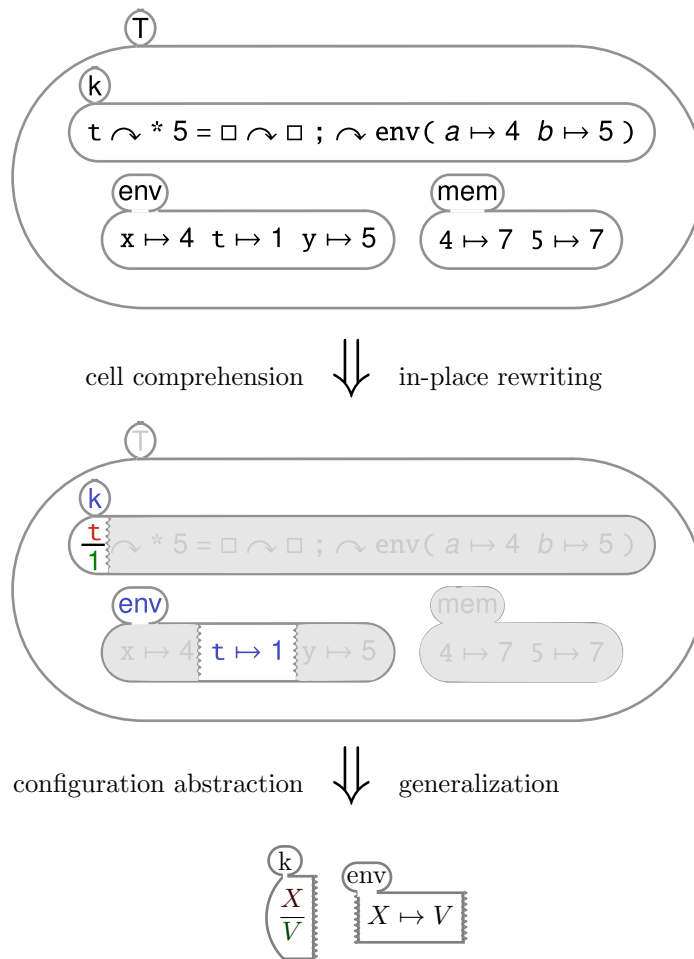 T
k
t ↷ * 5 = □ ↷ □ ; ↷ env( a ↦ 4 b ↦ 5 )
env mem
x ↦ 4 t ↦ 1 y ↦ 5 4 ↦ 7 5 ↦ 7
cell comprehension ⇓ in-place rewriting
T
k
t
1
↷ * 5 = □ ↷ □ ; ↷ env( a ↦ 4 b ↦ 5 )
env mem
x ↦ 4 t ↦ 1 y ↦ 5 4 ↦ 7 5 ↦ 7
configuration abstraction ⇓ generalization
k env
X
V
X ↦ V